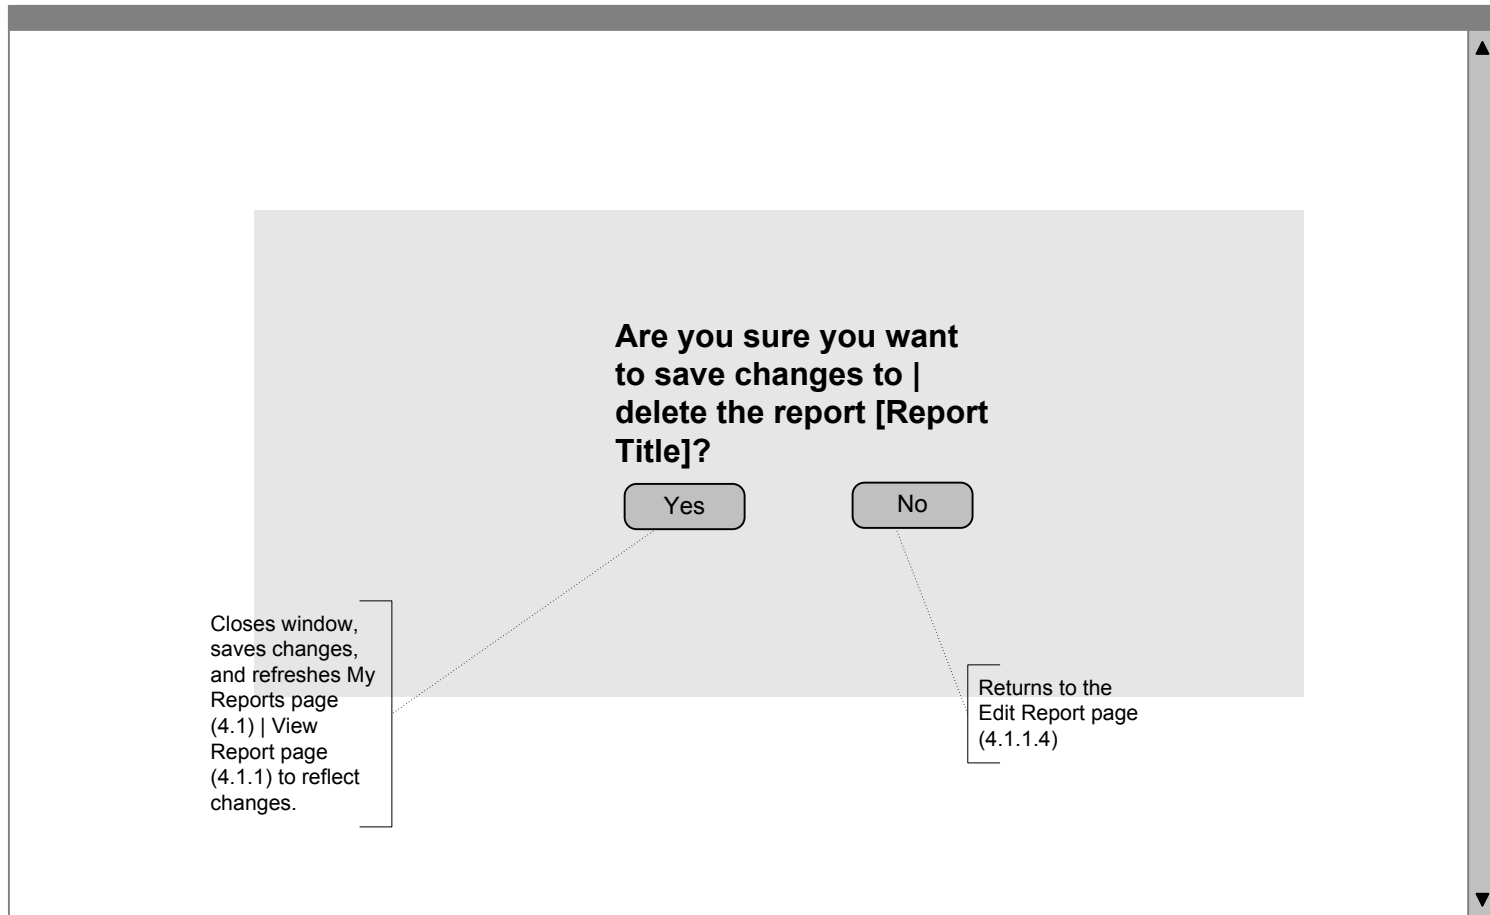 Are you sure you want
to save changes to |
delete the report [Report
Title]?
Yes
No
Closes window,
saves changes,
and refreshes My
Reports page
(4.1) | View
Report page
(4.1.1) to reflect
changes.
Returns to the
Edit Report page
(4.1.1.4)